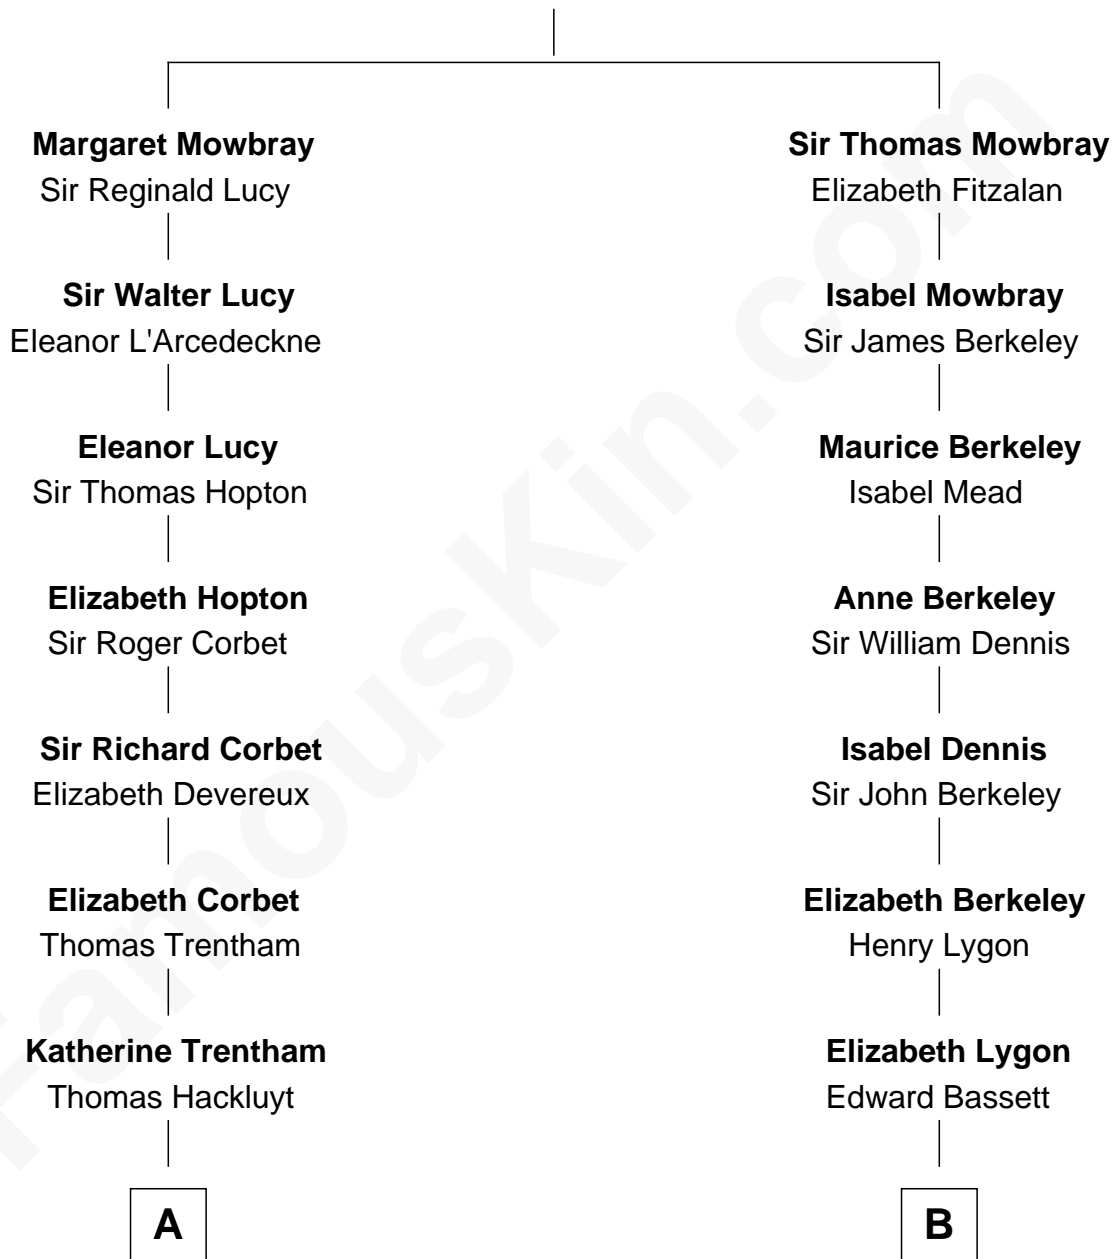 Margaret Mowbray
Sir Reginald Lucy
Sir Walter Lucy
Eleanor L'Arcedeckne
Eleanor Lucy
Sir Thomas Hopton
Elizabeth Hopton
Sir Roger Corbet
Sir Richard Corbet
Elizabeth Devereux
Elizabeth Corbet
Thomas Trentham
Katherine Trentham
Thomas Hackluyt
A
Sir Thomas Mowbray
Elizabeth Fitzalan
Isabel Mowbray
Sir James Berkeley
Maurice Berkeley
Isabel Mead
Anne Berkeley
Sir William Dennis
Isabel Dennis
Sir John Berkeley
Elizabeth Berkeley
Henry Lygon
Elizabeth Lygon
Edward Bassett
B
FamousKin.com